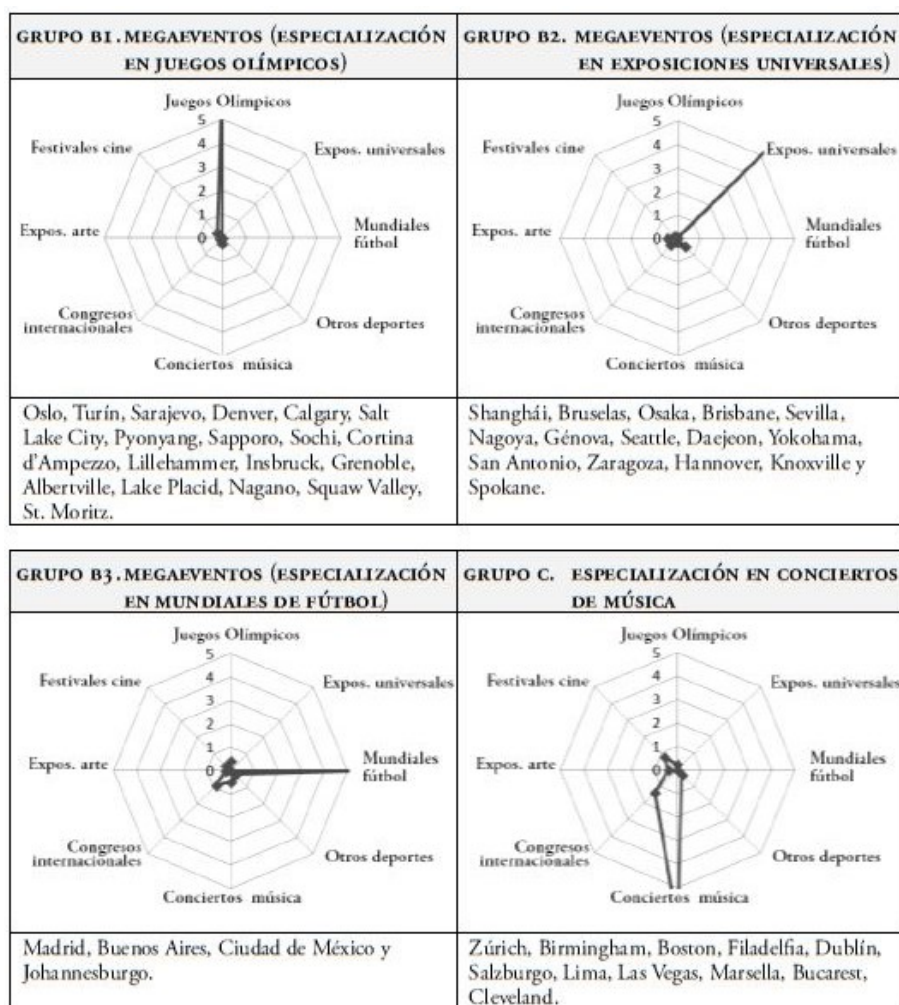 GRUPO B1. MEGAEVENTOS (ESPECIALIZACIÓN
EN JUEGOS OLÍMPICOS)
Juegos Olímpicos
5
4
3
2
1
0
Expos. universales
Mundiales
fútbol
Otros deportes
Conciertos música
Congresos
internacionales
Expos. arte
Festivales cine
Oslo, Turín, Sarajevo, Denver, Calgary, Salt
Lake City, Pyonyang, Sapporo, Sochi, Cortina
d'Ampezzo, Lillehammer, Insbruck, Grenoble,
Albertville, Lake Placid, Nagano, Squaw Valley,
St. Moritz.
GRUPO B2. MEGAEVENTOS (ESPECIALIZACIÓN
EN EXPOSICIONES UNIVERSALES)
Juegos Olímpicos
5
4
3
2
1
0
Expos. universales
Mundiales
fútbol
Otros deportes
Conciertos música
Congresos
internacionales
Expos. arte
Festivales cine
Shanghái, Bruselas, Osaka, Brisbane, Sevilla,
Nagoya, Génova, Seattle, Daejeon, Yokohama,
San Antonio, Zaragoza, Hannover, Knoxville y
Spokane.
GRUPO B3. MEGAEVENTOS (ESPECIALIZACIÓN
EN MUNDIALES DE FÚTBOL)
Juegos Olímpicos
5
4
3
2
1
0
Expos. universales
Mundiales
fútbol
Otros deportes
Conciertos música
Congresos
internacionales
Expos. arte
Festivales cine
Madrid, Buenos Aires, Ciudad de México y
Johannesburgo.
GRUPO C. ESPECIALIZACIÓN EN CONCIERTOS
DE MÚSICA
Juegos Olímpicos
5
4
3
2
1
0
Expos. universales
Mundiales
fútbol
Otros deportes
Conciertos música
Congresos
internacionales
Expos. arte
Festivales cine
Zúrich, Birmingham, Boston, Filadelfia, Dublín,
Salzburgo, Lima, Las Vegas, Marsella, Bucarest,
Cleveland.